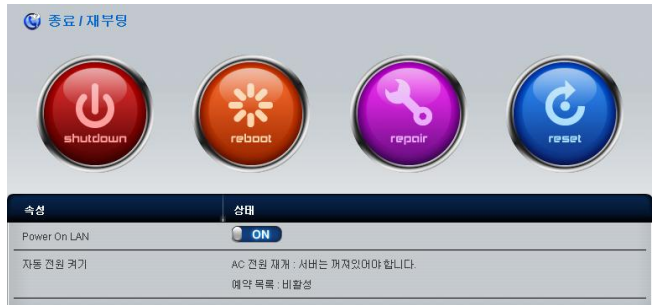 종료 / 재부팅
shutdown
reboot
repair
reset
속성 상태
Power On LAN ON
자동 전원 켜기 AC 전원 재개 : 서버는 꺼져있어야 합니다.
예약 목록 : 비활성